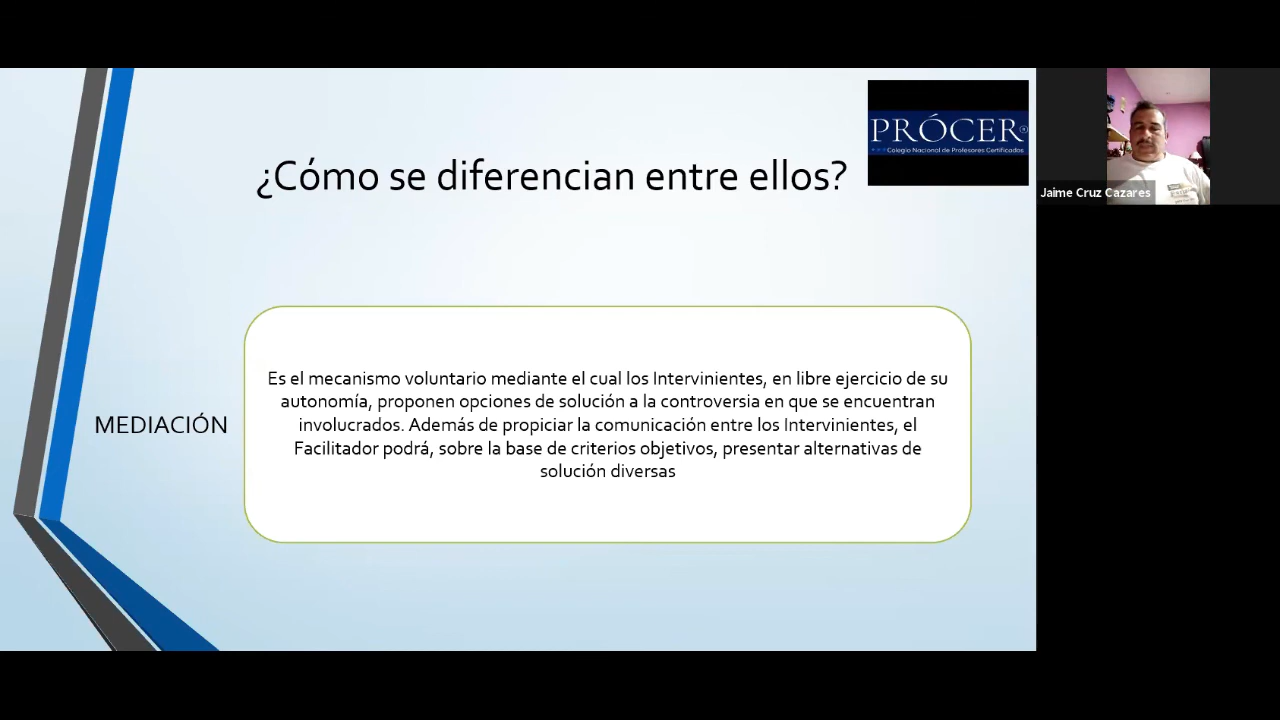 PRÓCER®
Colegio Nacional de Profesores Certificados
¿Cómo se diferencian entre ellos?
Jaime Cruz Cazares
MEDIACIÓN
Es el mecanismo voluntario mediante el cual los Intervinientes, en libre ejercicio de su
autonomía, proponen opciones de solución a la controversia en que se encuentran
involucrados. Además de propiciar la comunicación entre los Intervinientes, el
Facilitador podrá, sobre la base de criterios objetivos, presentar alternativas de
solución diversas